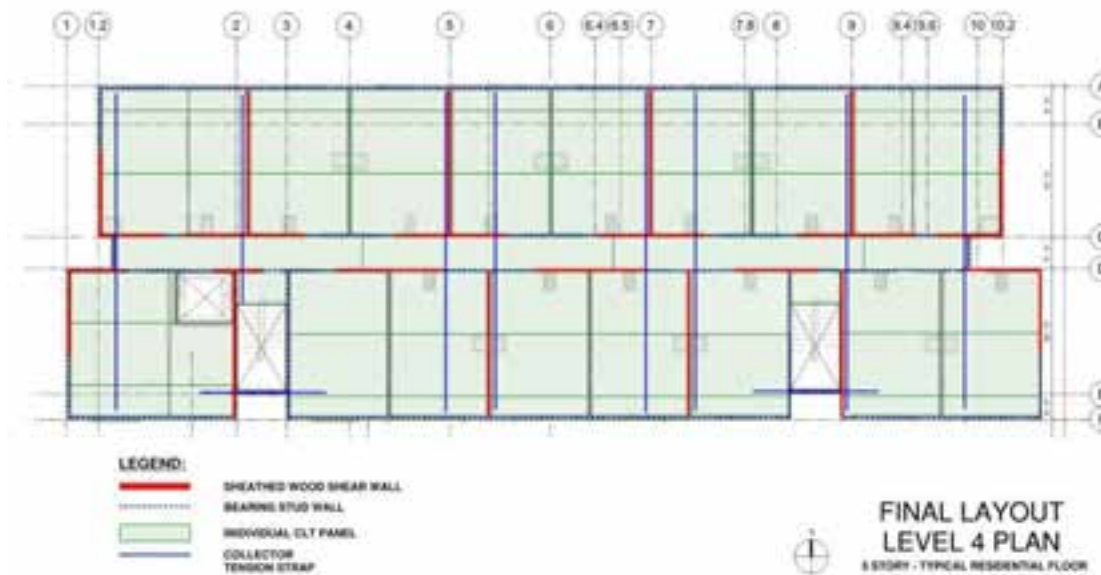 1 1.2 2 3 4 5 6 6.4 6.5 7 7.8 8 9 9.4 9.6 10 10.2
A
D
LEGEND:
SHEATHED WOOD SHEAR WALL
BEARING STUD WALL
INDIVIDUAL CLT PANEL
COLLECTOR
TENSION STRAP
FINAL LAYOUT
LEVEL 4 PLAN
5 STORY - TYPICAL RESIDENTIAL FLOOR